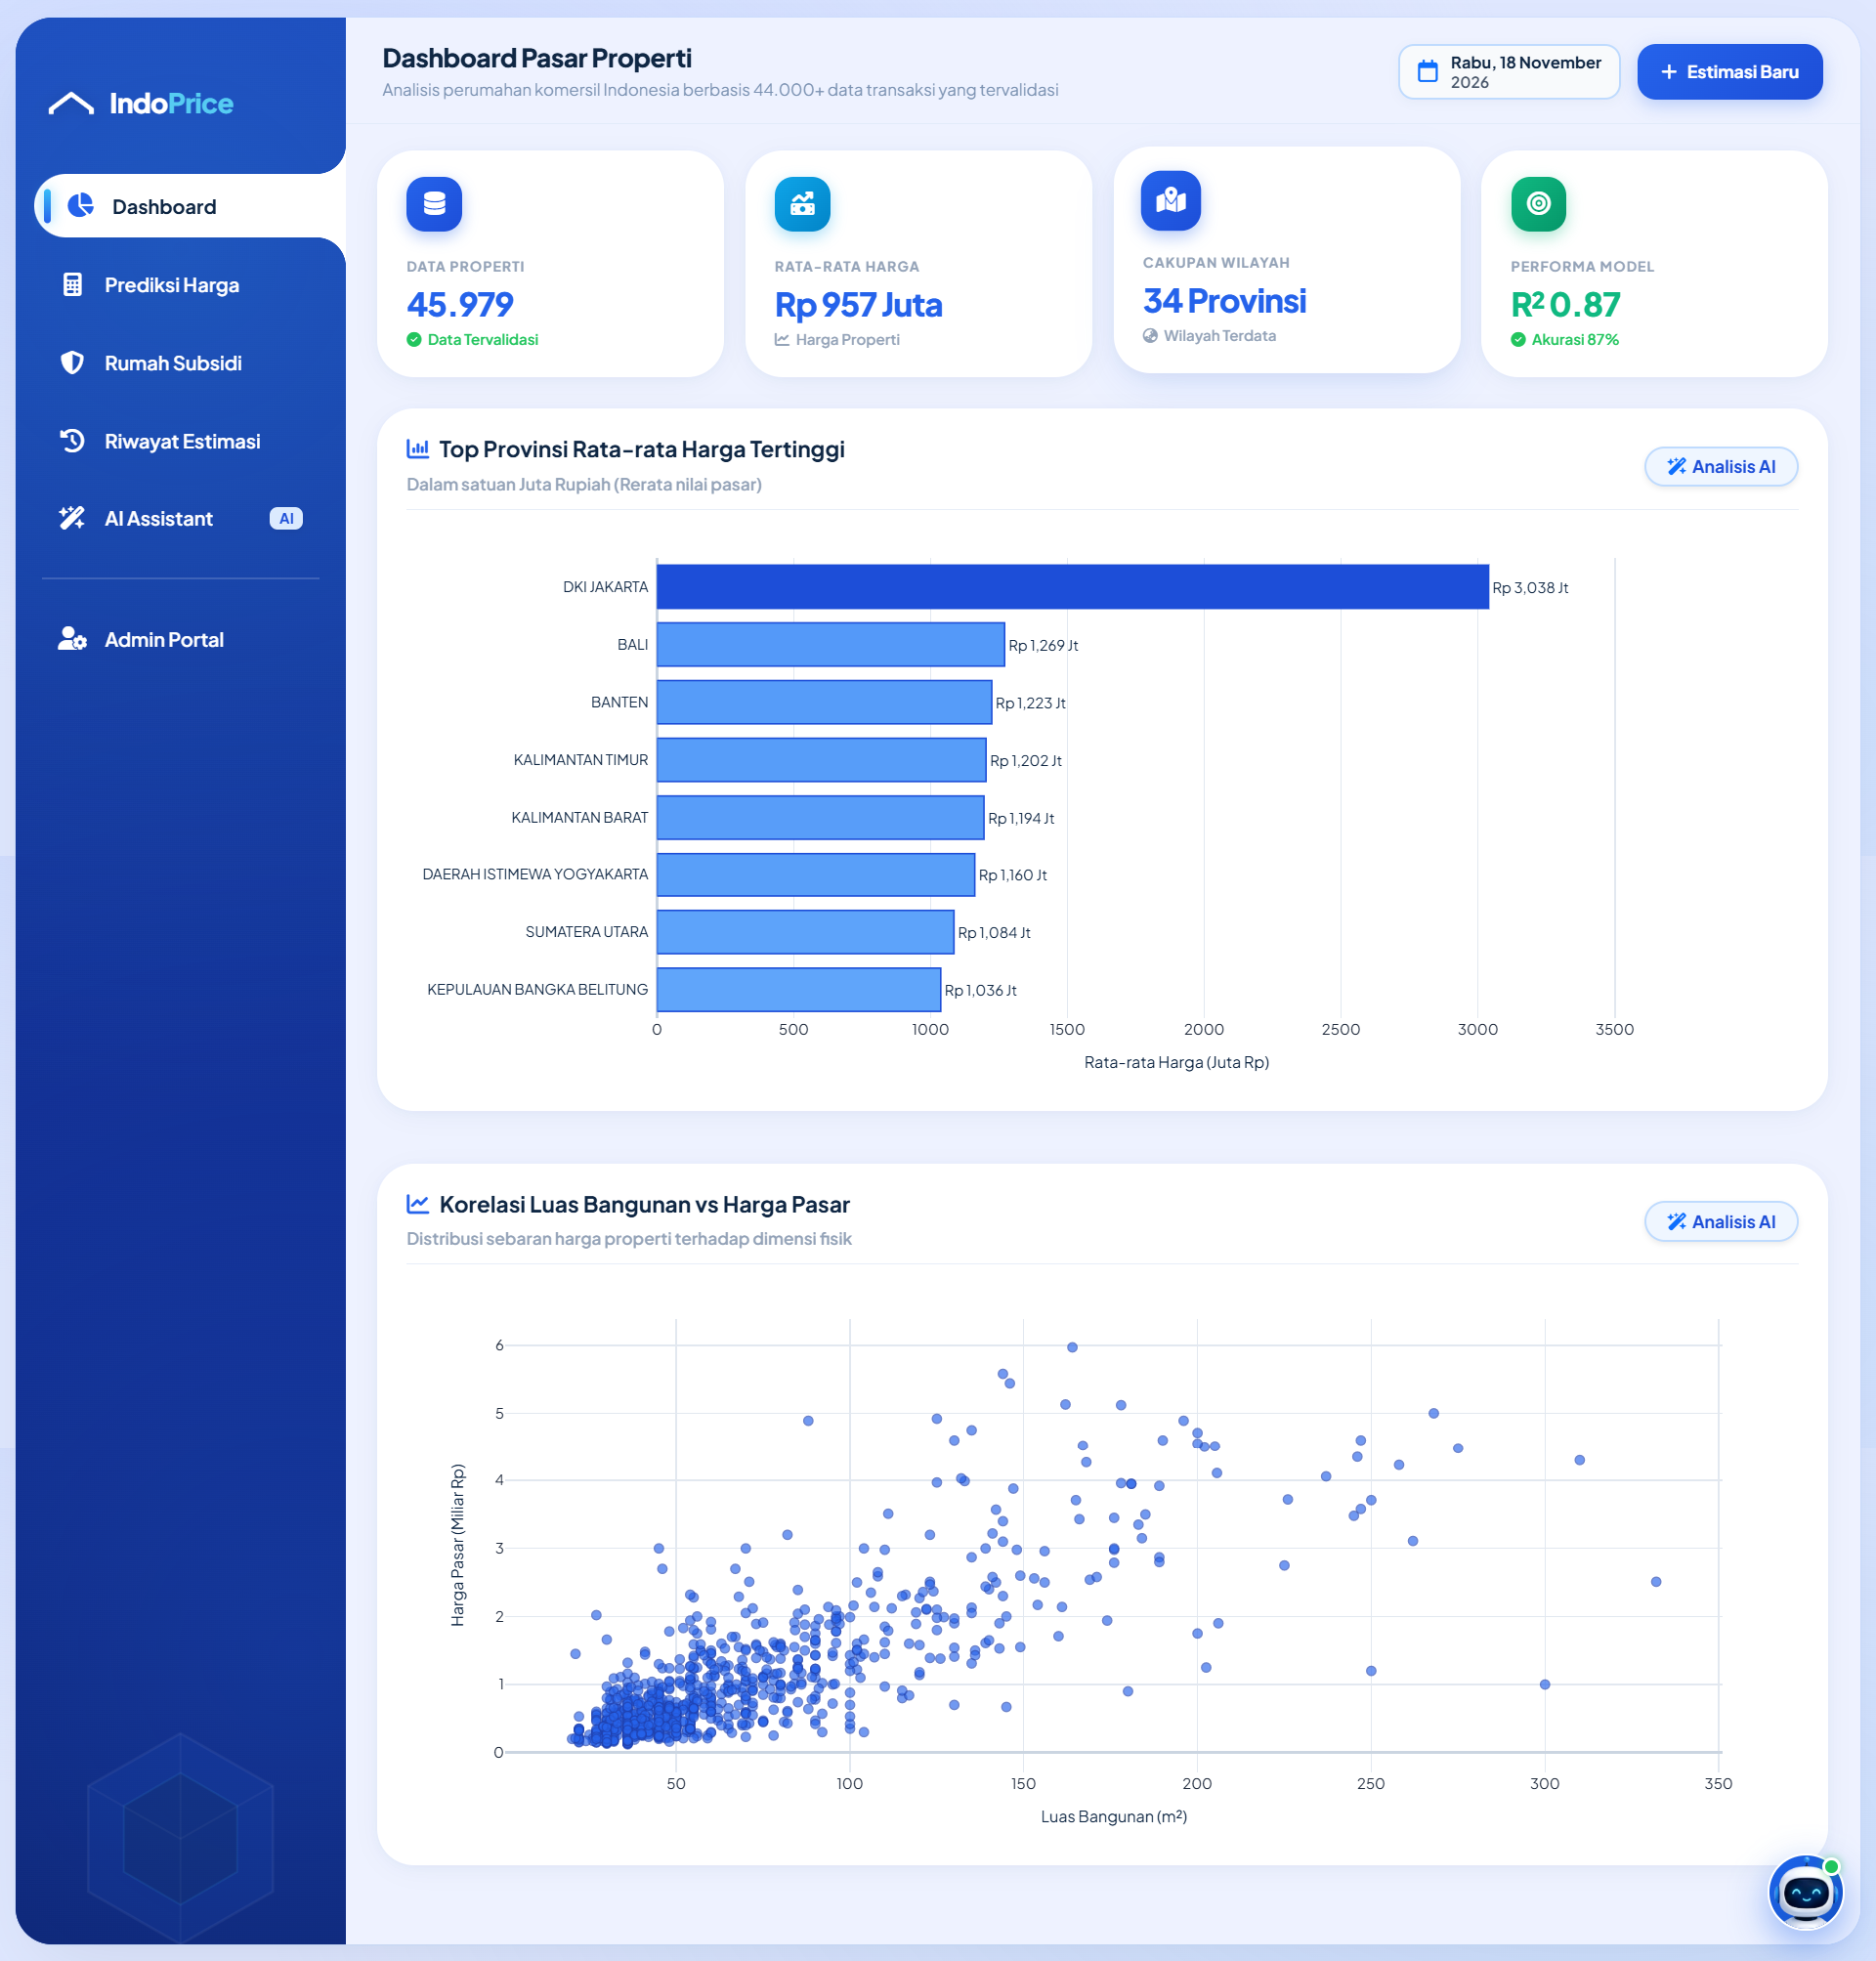 IndoPrice
Dashboard
Prediksi Harga
Rumah Subsidi
Riwayat Estimasi
AI Assistant AI
Admin Portal
Dashboard Pasar Properti
Analisis perumahan komersil Indonesia berbasis 44.000+ data transaksi yang tervalidasi
Rabu, 18 November
2026
Estimasi Baru
DATA PROPERTI
45.979
Data Tervalidasi
RATA-RATA HARGA
Rp 957 Juta
Harga Properti
CAKUPAN WILAYAH
34 Provinsi
Wilayah Terdata
PERFORMA MODEL
R² 0.87
Akurasi 87%
Top Provinsi Rata-rata Harga Tertinggi
Dalam satuan Juta Rupiah (Rerata nilai pasar)
Analisis AI
DKI JAKARTA Rp 3,038 Jt
BALI Rp 1,269 Jt
BANTEN Rp 1,223 Jt
KALIMANTAN TIMUR Rp 1,202 Jt
KALIMANTAN BARAT Rp 1,194 Jt
DAERAH ISTIMEWA YOGYAKARTA Rp 1,160 Jt
SUMATERA UTARA Rp 1,084 Jt
KEPULAUAN BANGKA BELITUNG Rp 1,036 Jt
0 500 1000 1500 2000 2500 3000 3500
Rata-rata Harga (Juta Rp)
Korelasi Luas Bangunan vs Harga Pasar
Distribusi sebaran harga properti terhadap dimensi fisik
Analisis AI
Harga Pasar (Miliar Rp)
6
5
4
3
2
1
0
50 100 150 200 250 300 350
Luas Bangunan (m²)